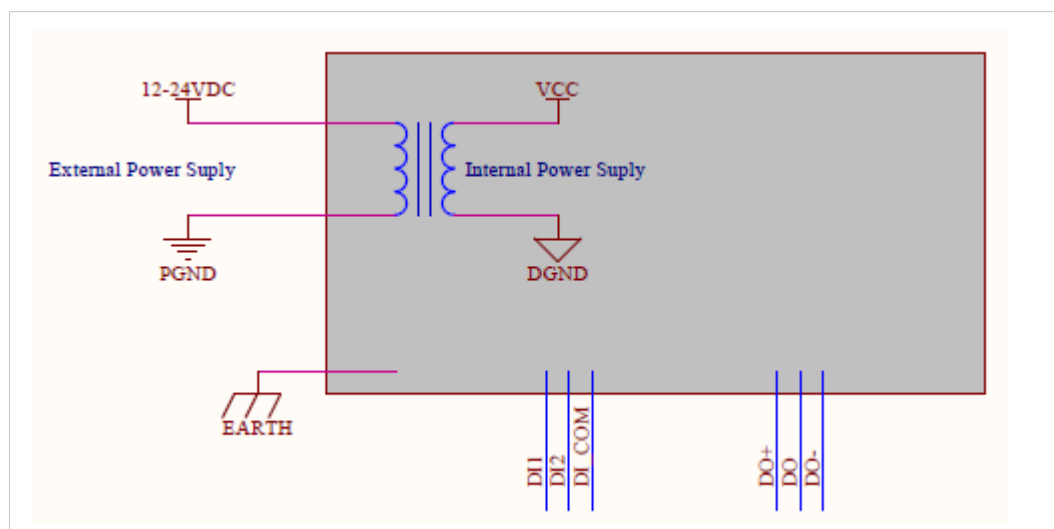 12-24VDC
VCC
External Power Suply
Internal Power Suply
PGND
DGND
EARTH
DI1
DI2
DI_COM
DO+
DO
DO-